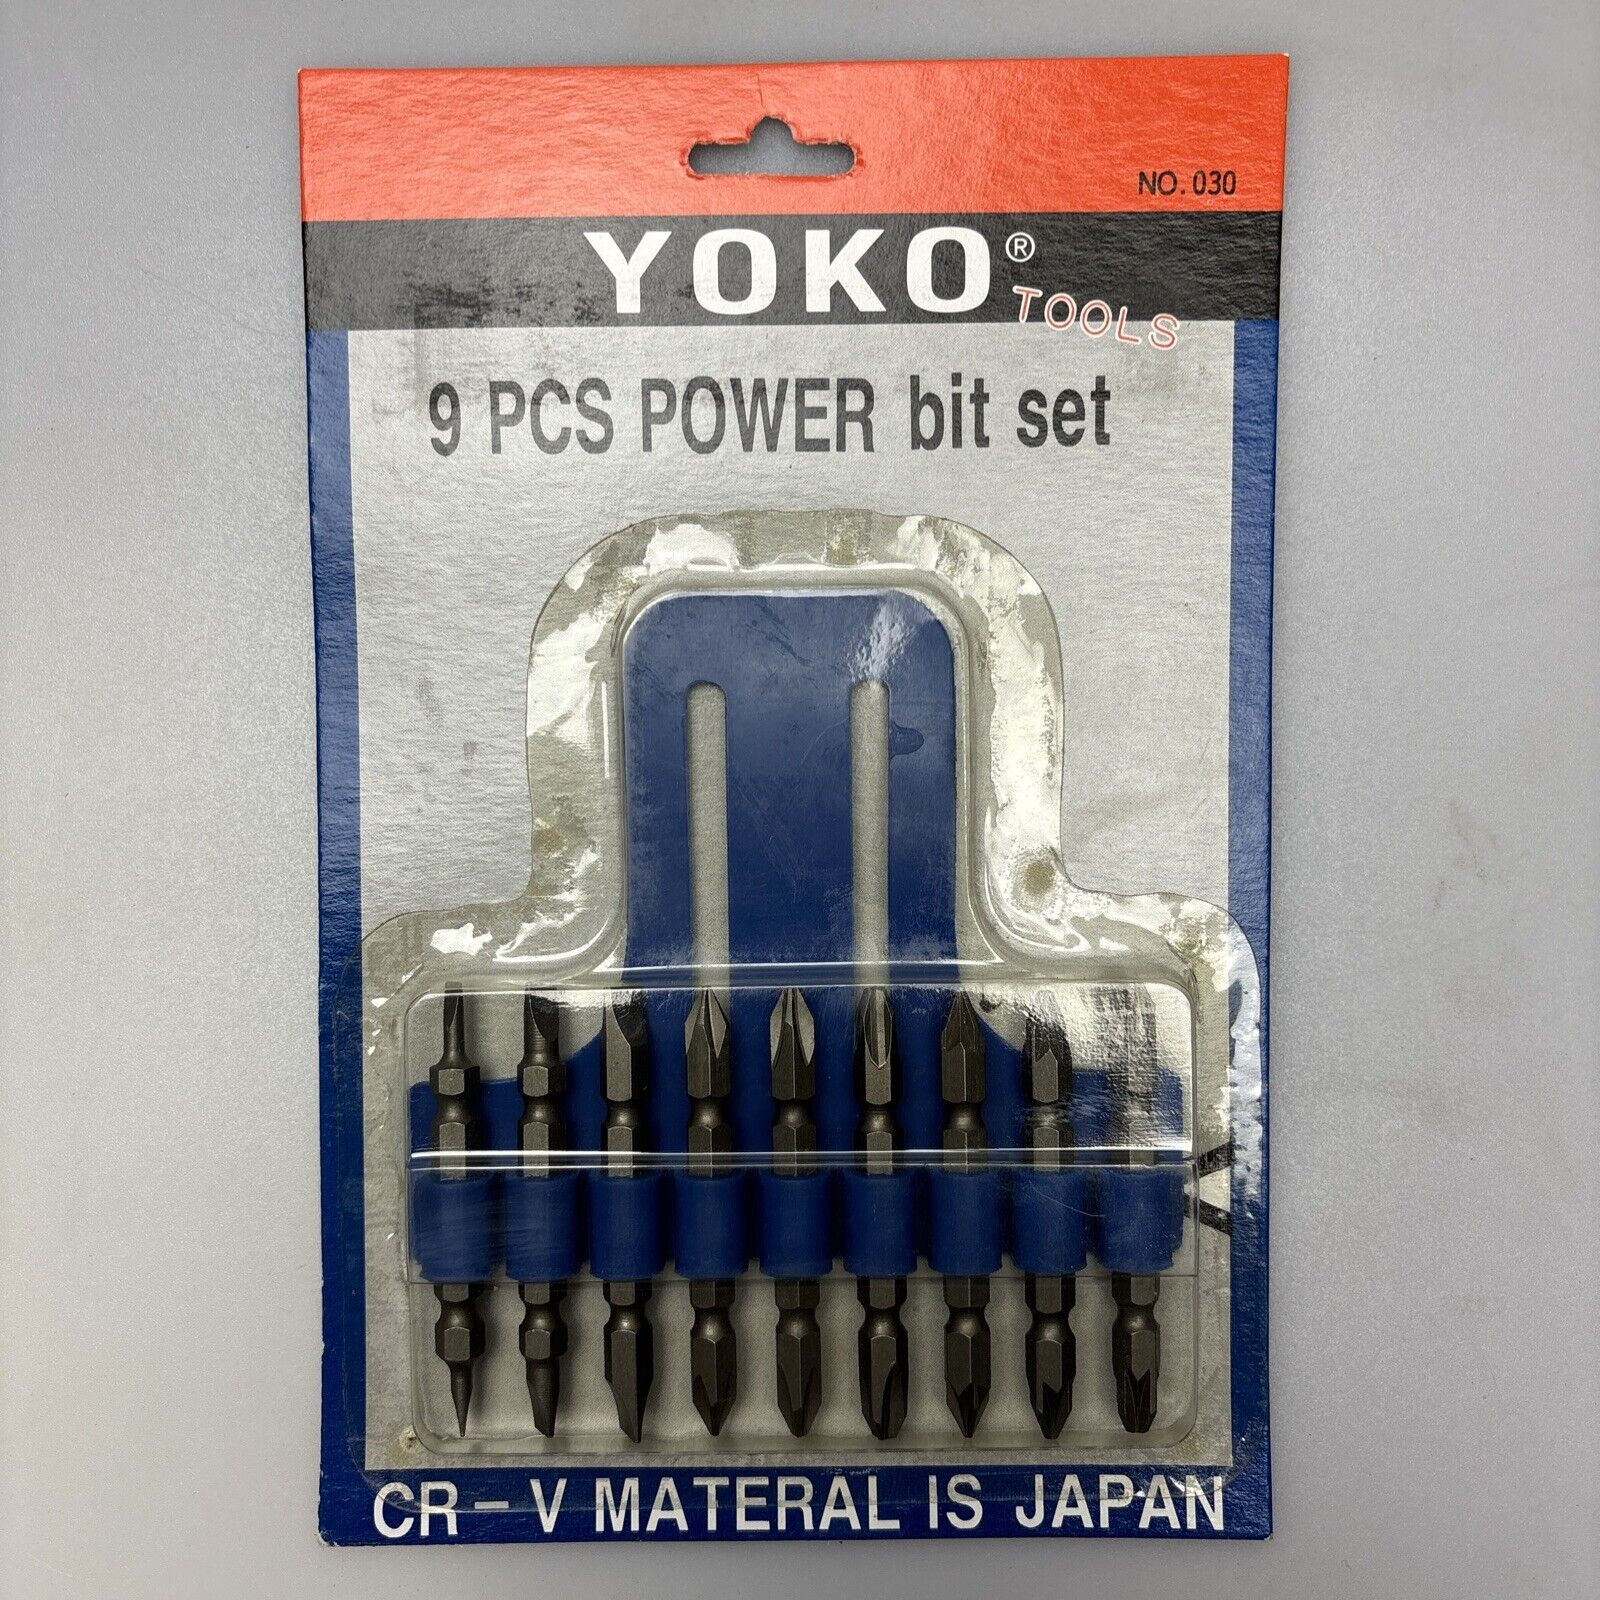 NO. 030
YOKO®
TOOLS
9 PCS POWER bit set
CR - V MATERAL IS JAPAN